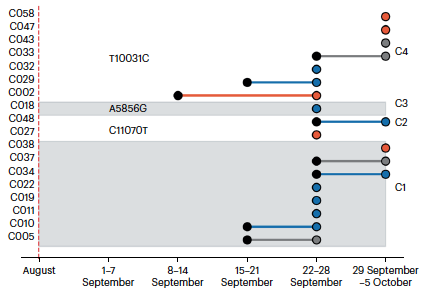 C058
C047
C043
C033
C032
C029
C002
C018
C048
C027
C038
C037
C034
C022
C019
C011
C010
C005
T10031C
A5856G
C11070T
C4
C3
C2
C1
August
1–7
September
8–14
September
15–21
September
22–28
September
29 September
–5 October